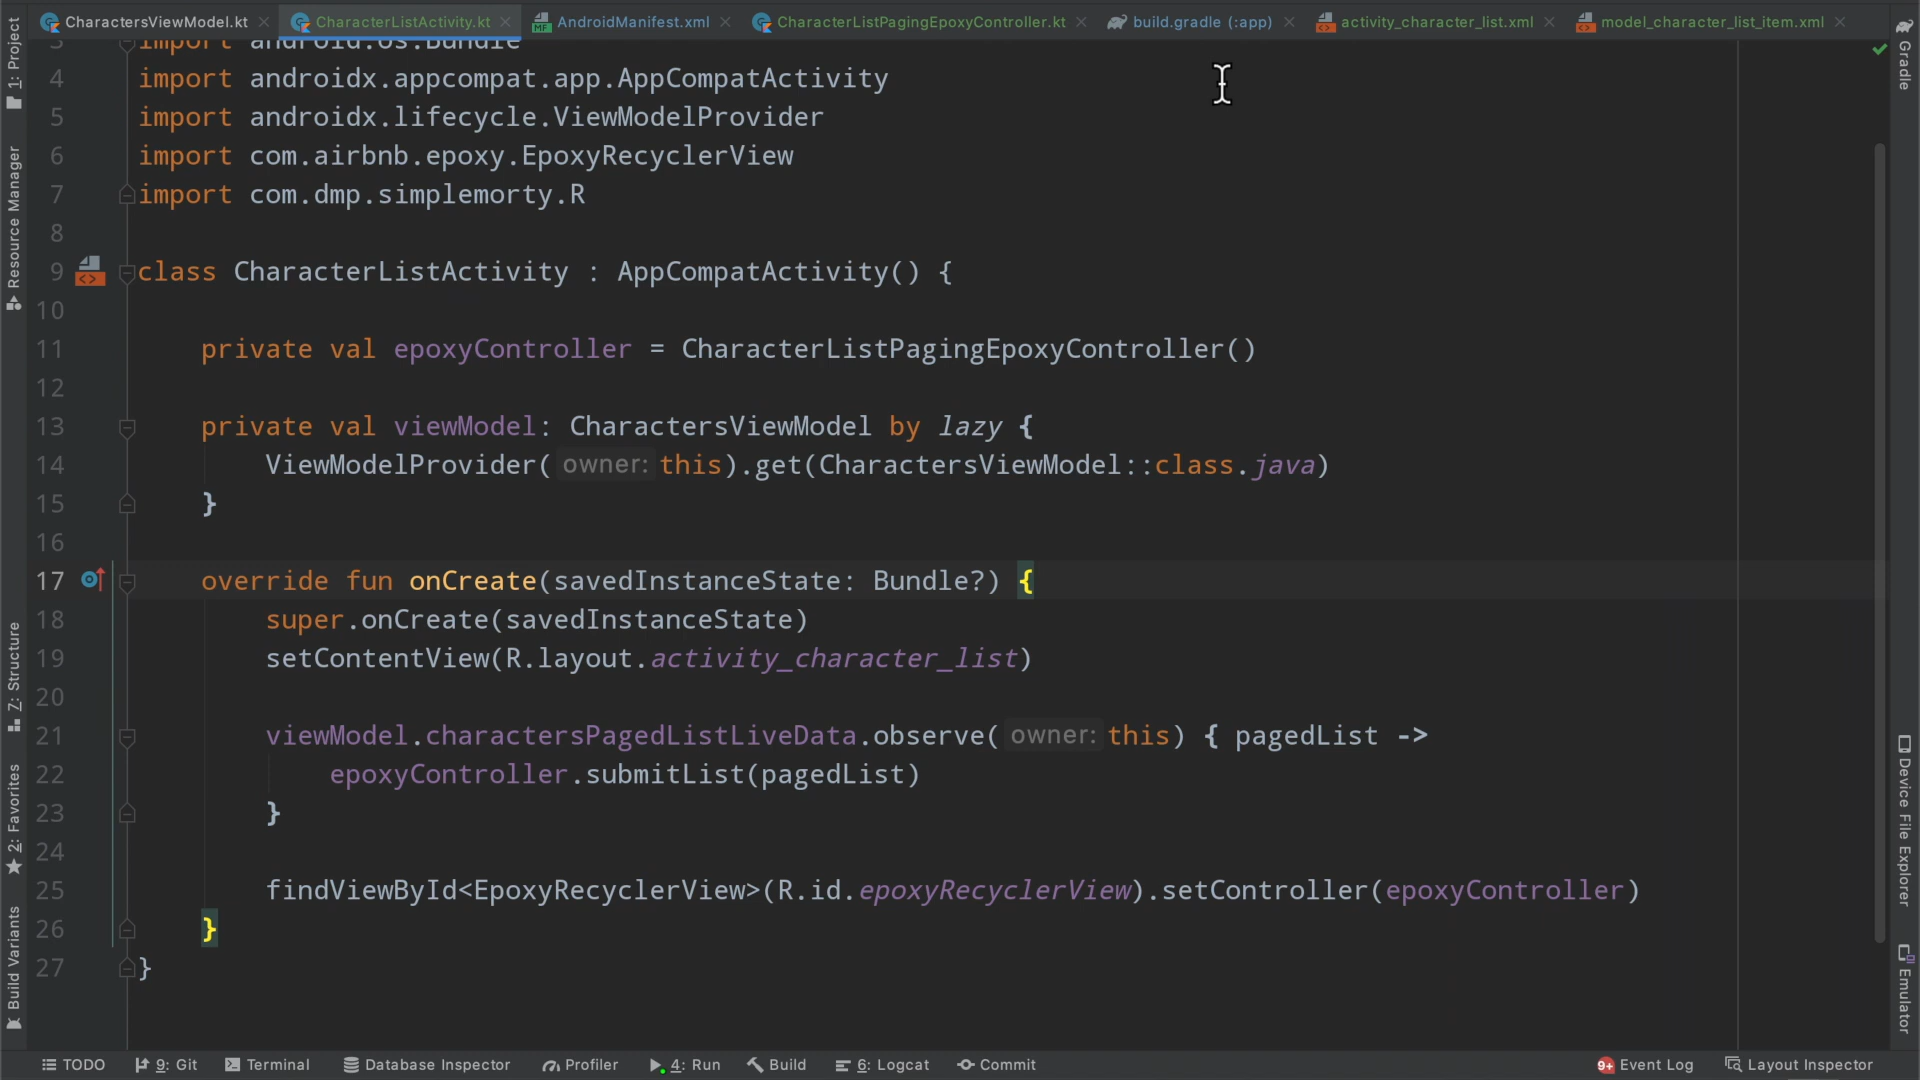 CharactersViewModel.kt CharacterListActivity.kt AndroidManifest.xml CharacterListPagingEpoxyController.kt build.gradle (:app) activity_character_list.xml model_character_list_item.xml
3 import android.os.Bundle
4 import androidx.appcompat.app.AppCompatActivity
5 import androidx.lifecycle.ViewModelProvider
6 import com.airbnb.epoxy.EpoxyRecyclerView
7 import com.dmp.simplemorty.R
8
9 class CharacterListActivity : AppCompatActivity() {
10
11 private val epoxyController = CharacterListPagingEpoxyController()
12
13 private val viewModel: CharactersViewModel by lazy {
14 ViewModelProvider( owner: this).get(CharactersViewModel::class.java)
15 }
16
17 override fun onCreate(savedInstanceState: Bundle?) {
18 super.onCreate(savedInstanceState)
19 setContentView(R.layout.activity_character_list)
20
21 viewModel.charactersPagedListLiveData.observe( owner: this) { pagedList ->
22 epoxyController.submitList(pagedList)
23 }
24
25 findViewById<EpoxyRecyclerView>(R.id.epoxyRecyclerView).setController(epoxyController)
26 }
27 }
1: Project
Resource Manager
Z: Structure
2: Favorites
Build Variants
Gradle
Device File Explorer
Emulator
TODO 9: Git Terminal Database Inspector Profiler 4: Run Build 6: Logcat Commit 9+ Event Log Layout Inspector